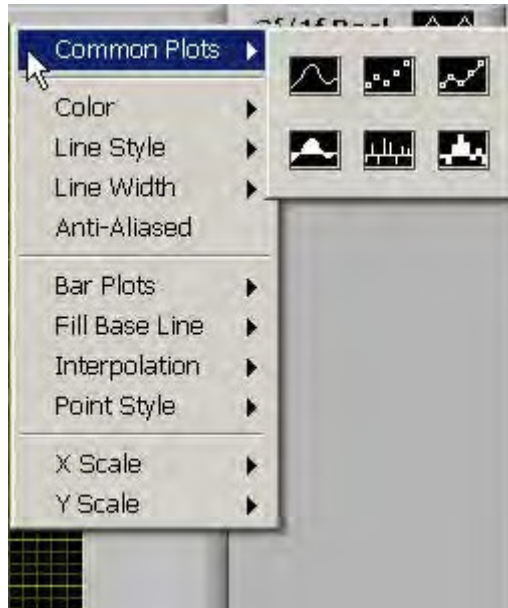 Common Plots
Color
Line Style
Line Width
Anti-Aliased
Bar Plots
Fill Base Line
Interpolation
Point Style
X Scale
Y Scale